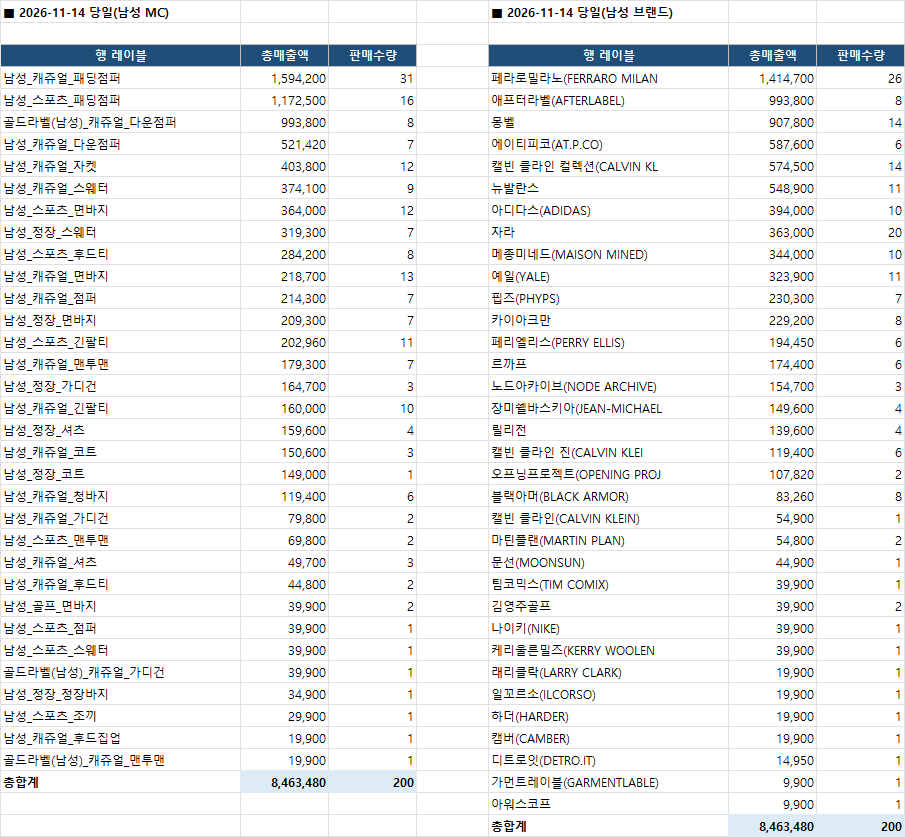 ■ 2026-11-14 당일(남성 MC)
행 레이블 총매출액 판매수량
남성_캐쥬얼_패딩점퍼 1,594,200 31
남성_스포츠_패딩점퍼 1,172,500 16
골드라벨(남성)_캐쥬얼_다운점퍼 993,800 8
남성_캐쥬얼_다운점퍼 521,420 7
남성_캐쥬얼_자켓 403,800 12
남성_캐쥬얼_스웨터 374,100 9
남성_스포츠_면바지 364,000 12
남성_정장_스웨터 319,300 7
남성_스포츠_후드티 284,200 8
남성_캐쥬얼_면바지 218,700 13
남성_캐쥬얼_점퍼 214,300 7
남성_정장_면바지 209,300 7
남성_스포츠_긴팔티 202,960 11
남성_캐쥬얼_맨투맨 179,300 7
남성_정장_가디건 164,700 3
남성_캐쥬얼_긴팔티 160,000 10
남성_정장_셔츠 159,600 4
남성_캐쥬얼_코트 150,600 3
남성_정장_코트 149,000 1
남성_캐쥬얼_청바지 119,400 6
남성_캐쥬얼_가디건 79,800 2
남성_스포츠_맨투맨 69,800 2
남성_캐쥬얼_셔츠 49,700 3
남성_캐쥬얼_후드티 44,800 2
남성_골프_면바지 39,900 2
남성_스포츠_점퍼 39,900 1
남성_스포츠_스웨터 39,900 1
골드라벨(남성)_캐쥬얼_가디건 39,900 1
남성_정장_정장바지 34,900 1
남성_스포츠_조끼 29,900 1
남성_캐쥬얼_후드집업 19,900 1
골드라벨(남성)_캐쥬얼_맨투맨 19,900 1
총합계 8,463,480 200
■ 2026-11-14 당일(남성 브랜드)
행 레이블 총매출액 판매수량
페라로밀라노(FERRARO MILAN 1,414,700 26
애프터라벨(AFTERLABEL) 993,800 8
몽벨 907,800 14
에이티피코(AT.P.CO) 587,600 6
캘빈 클라인 컬렉션(CALVIN KL 574,500 14
뉴발란스 548,900 11
아디다스(ADIDAS) 394,000 10
자라 363,000 20
메종미네드(MAISON MINED) 344,000 10
예일(YALE) 323,900 11
핍즈(PHYPS) 230,300 7
카이아크만 229,200 8
페리엘리스(PERRY ELLIS) 194,450 6
르까프 174,400 6
노드아카이브(NODE ARCHIVE) 154,700 3
장미쉘바스키아(JEAN-MICHAEL 149,600 4
릴리전 139,600 4
캘빈 클라인 진(CALVIN KLEI 119,400 6
오프닝프로젝트(OPENING PROJ 107,820 2
블랙아머(BLACK ARMOR) 83,260 8
캘빈 클라인(CALVIN KLEIN) 54,900 1
마틴플랜(MARTIN PLAN) 54,800 2
문선(MOONSUN) 44,900 1
팀코믹스(TIM COMIX) 39,900 1
김영주골프 39,900 2
나이키(NIKE) 39,900 1
케리울른밀즈(KERRY WOOLEN 39,900 1
래리클락(LARRY CLARK) 19,900 1
일꼬르소(ILCORSO) 19,900 1
하더(HARDER) 19,900 1
캠버(CAMBER) 19,900 1
디트로잇(DETRO.IT) 14,950 1
가먼트레이블(GARMENTLABLE) 9,900 1
아워스코프 9,900 1
총합계 8,463,480 200